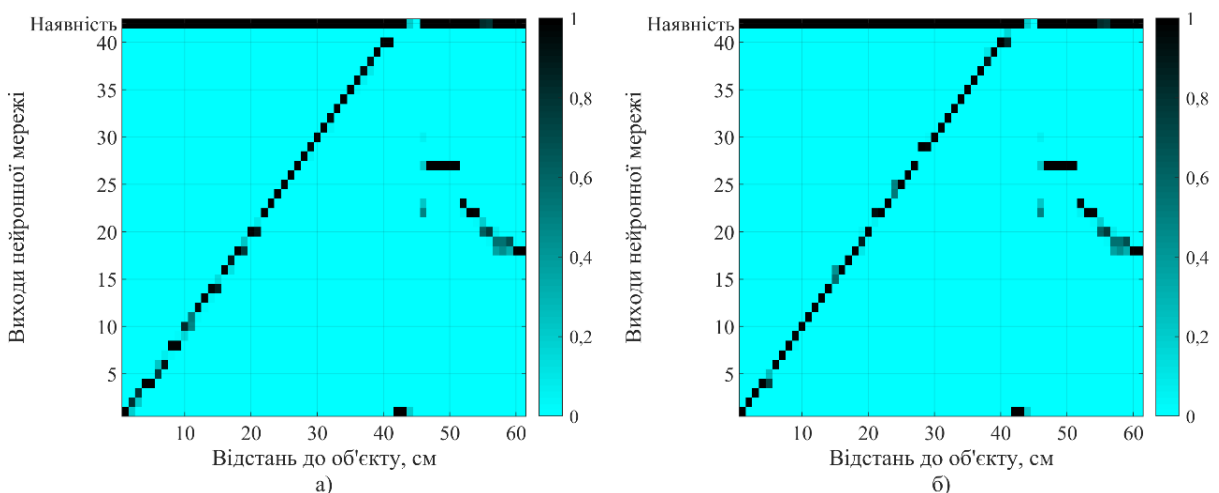 Наявність
40
35
30
25
20
15
10
5
Виходи нейронної мережі
10 20 30 40 50 60
Відстань до об'єкту, см
а)
1
0,8
0,6
0,4
0,2
0
Наявність
40
35
30
25
20
15
10
5
Виходи нейронної мережі
10 20 30 40 50 60
Відстань до об'єкту, см
б)
1
0,8
0,6
0,4
0,2
0